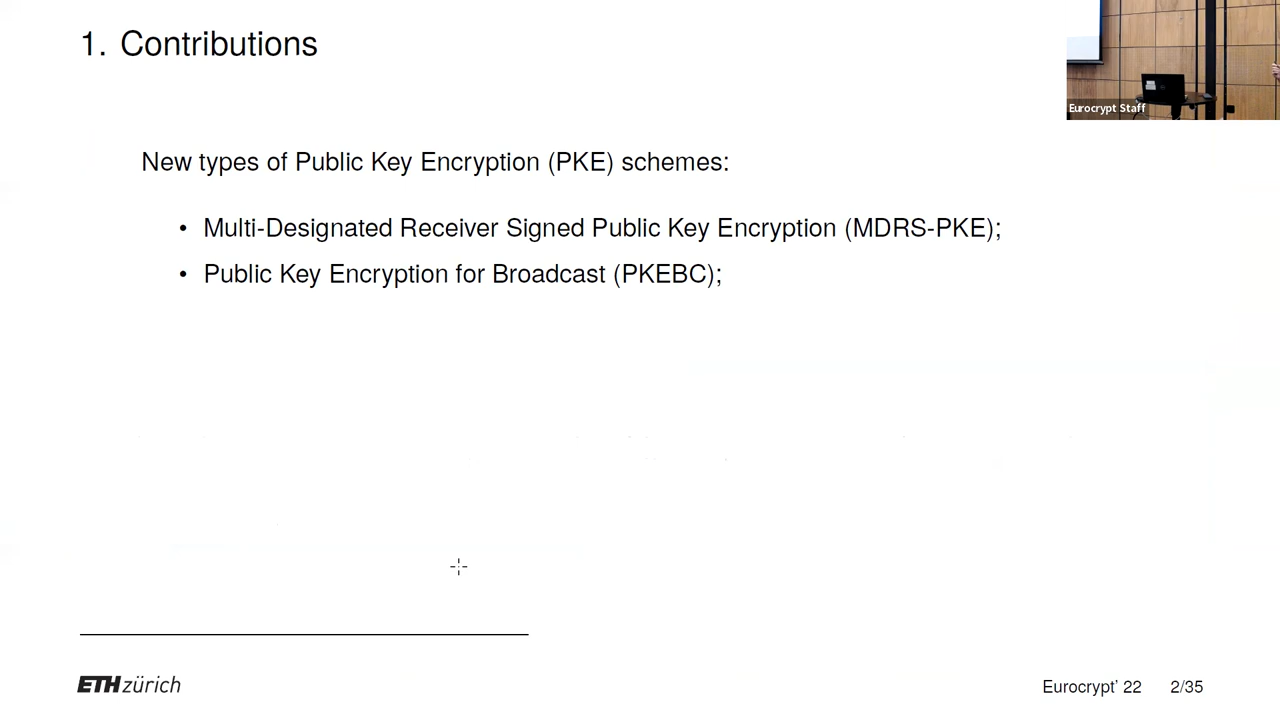 1. Contributions
Eurocrypt Staff
New types of Public Key Encryption (PKE) schemes:
• Multi-Designated Receiver Signed Public Key Encryption (MDRS-PKE);
• Public Key Encryption for Broadcast (PKEBC);
ETH zürich
Eurocrypt' 22 2/35